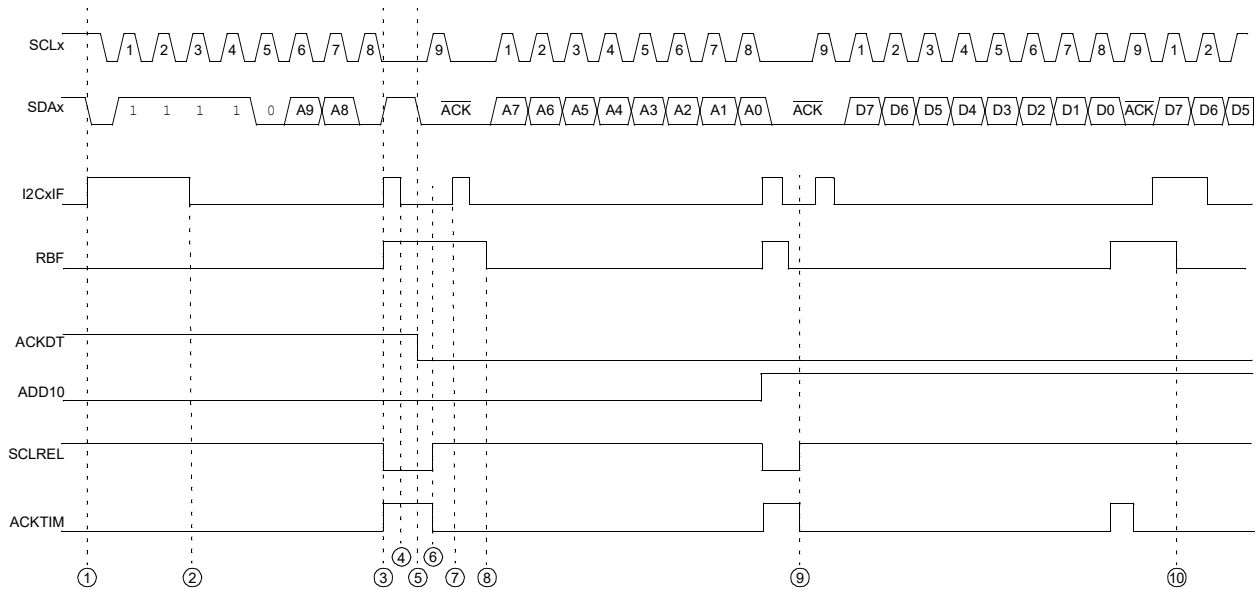 SCLx 1 2 3 4 5 6 7 8 9 1 2 3 4 5 6 7 8 9 1 2 3 4 5 6 7 8 9 1 2
SDAx 1 1 1 1 0 A9 A8 ACK A7 A6 A5 A4 A3 A2 A1 A0 ACK D7 D6 D5 D4 D3 D2 D1 D0 ACK D7 D6 D5
I2CxIF
RBF
ACKDT
ADD10
SCLREL
ACKTIM
4 6
1 2 3 5 7 8 9 10